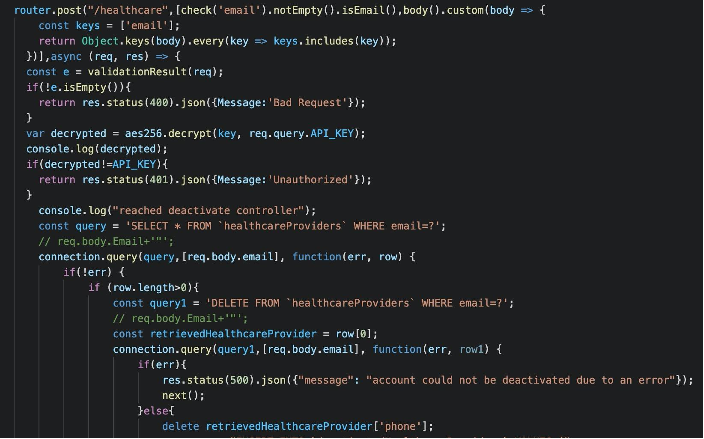 router.post("/healthcare",[check('email').notEmpty().isEmail(),body().custom(body => {
const keys = ['email'];
return Object.keys(body).every(key => keys.includes(key));
})],async (req, res) => {
const e = validationResult(req);
if(!e.isEmpty()){
return res.status(400).json({Message:'Bad Request'});
}
var decrypted = aes256.decrypt(key, req.query.API_KEY);
console.log(decrypted);
if(decrypted!=API_KEY){
return res.status(401).json({Message:'Unauthorized'});
}
console.log("reached deactivate controller");
const query = 'SELECT * FROM `healthcareProviders` WHERE email=?';
// req.body.Email+'"';
connection.query(query,[req.body.email], function(err, row) {
if(!err) {
if (row.length>0){
const query1 = 'DELETE FROM `healthcareProviders` WHERE email=?';
// req.body.Email+'"';
const retrievedHealthcareProvider = row[0];
connection.query(query1,[req.body.email], function(err, row1) {
if(err){
res.status(500).json({"message": "account could not be deactivated due to an error"});
next();
}else{
delete retrievedHealthcareProvider['phone'];